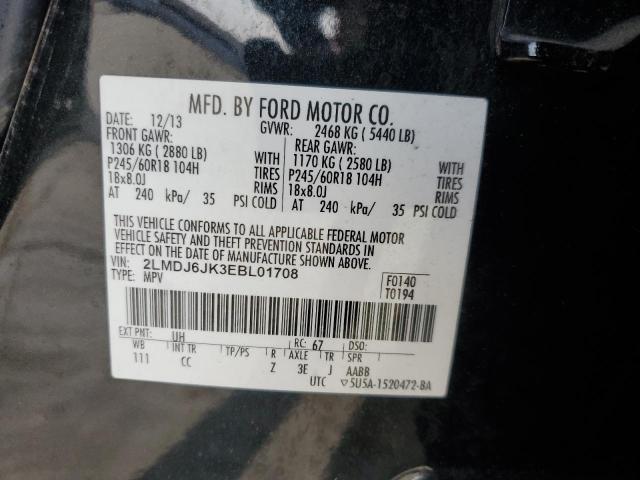 MFD. BY FORD MOTOR CO.
DATE: 12/13 GVWR: 2468 KG ( 5440 LB)
FRONT GAWR: REAR GAWR:
1306 KG ( 2880 LB) WITH 1170 KG ( 2580 LB) WITH
P245/60R18 104H TIRES P245/60R18 104H TIRES
18x8.0J RIMS 18x8.0J RIMS
AT 240 kPa/ 35 PSI COLD AT 240 kPa/ 35 PSI COLD
THIS VEHICLE CONFORMS TO ALL APPLICABLE FEDERAL MOTOR
VEHICLE SAFETY AND THEFT PREVENTION STANDARDS IN
EFFECT ON THE DATE OF MANUFACTURE SHOWN ABOVE.
VIN: 2LMDJ6JK3EBL01708 F0140
TYPE: MPV T0194
EXT PNT: UH RC: 67 DSO:
WB INT TR TP/PS R AXLE TR SPR
111 CC Z 3E J AABB
UTC ▽5U5A-1520472-BA